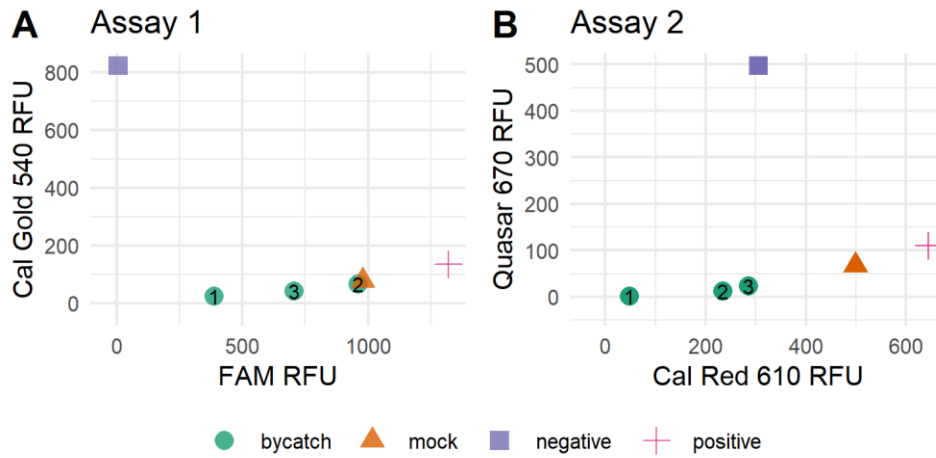 A Assay 1
Cal Gold 540 RFU
800
600
400
200
0
1 3 2
0 500 1000
FAM RFU
B Assay 2
Quasar 670 RFU
500
400
300
200
100
0
1 2 3
0 200 400 600
Cal Red 610 RFU
bycatch mock negative positive